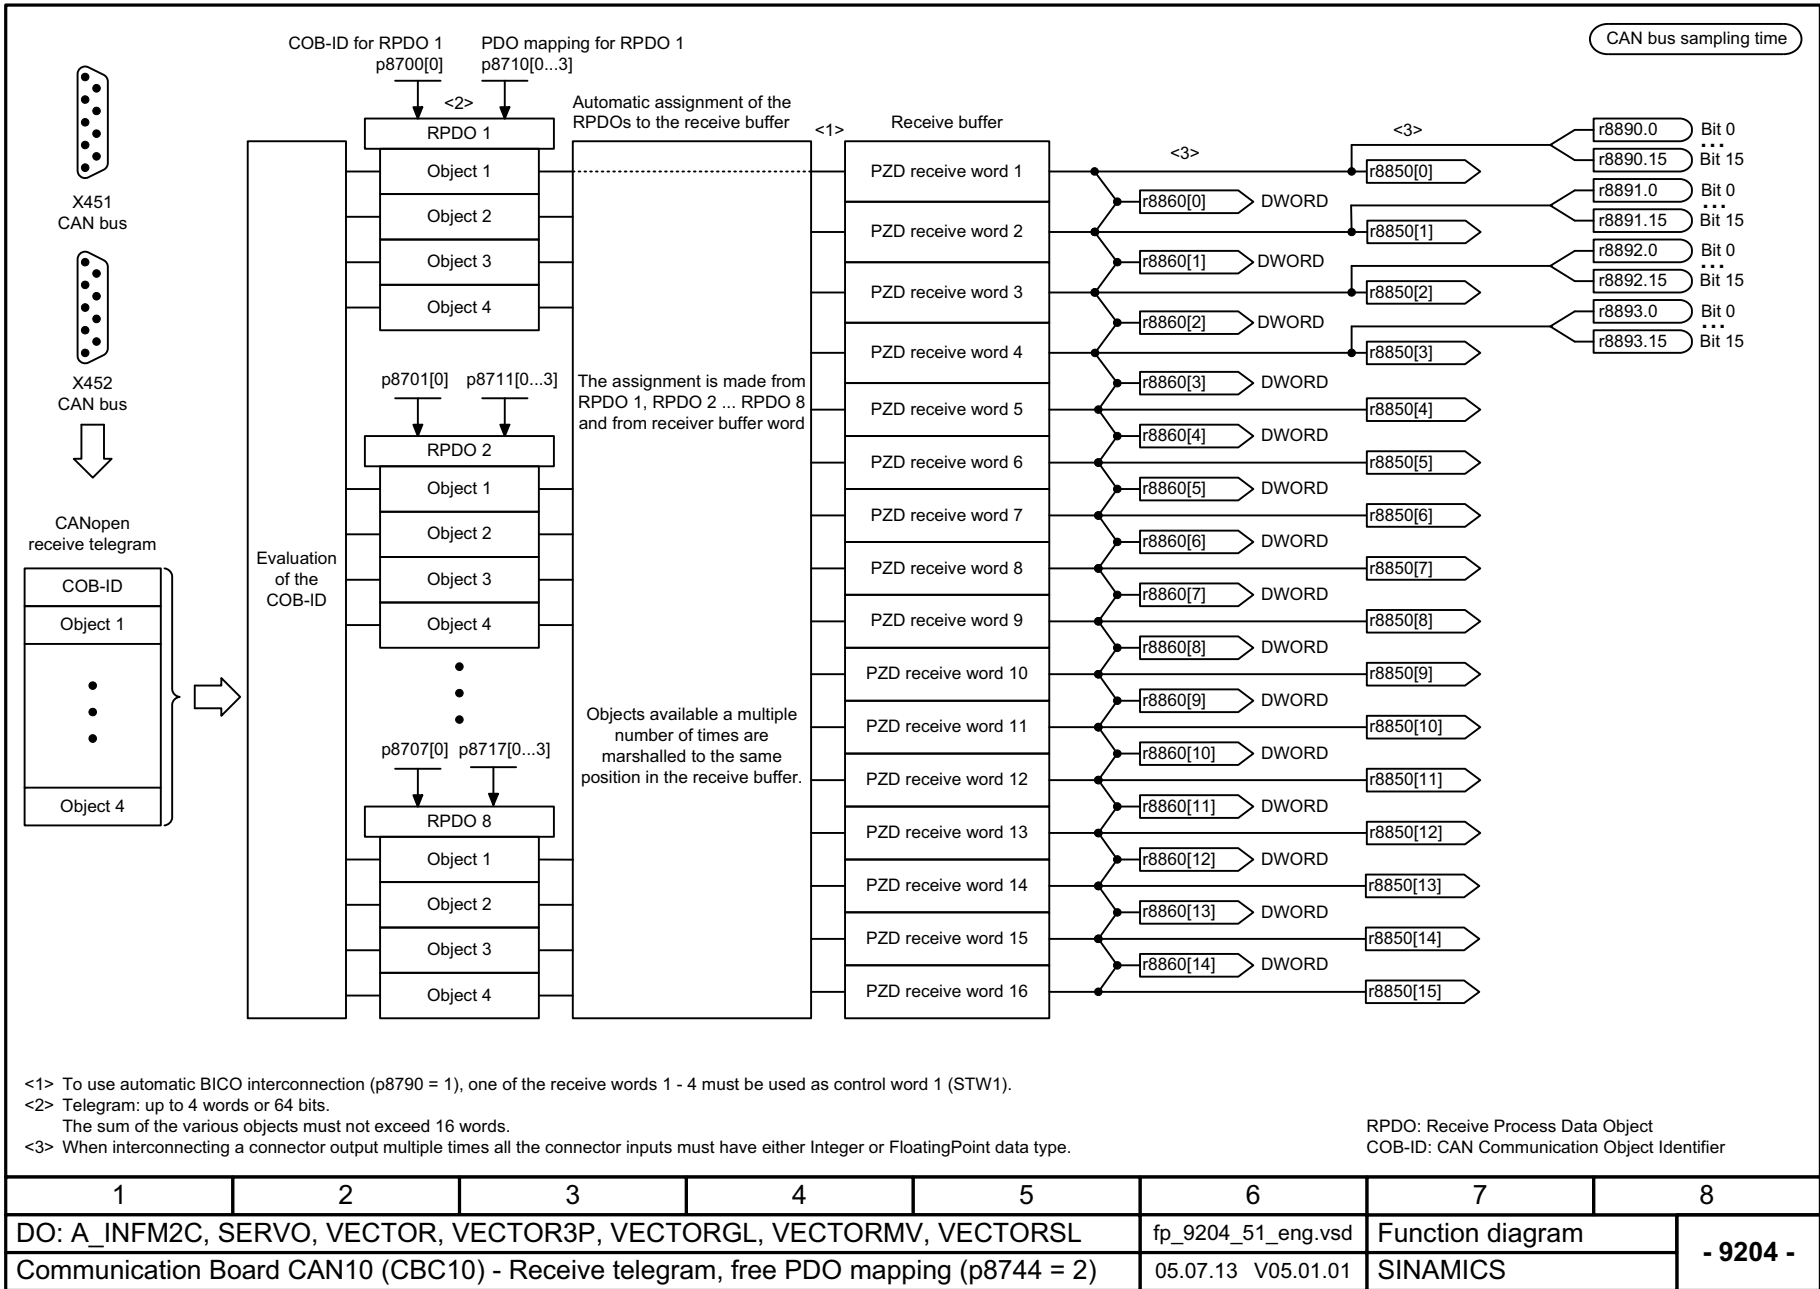 COB-ID for RPDO 1
p8700[0]
PDO mapping for RPDO 1
p8710[0...3]
CAN bus sampling time
<2>
Automatic assignment of the
RPDOs to the receive buffer
<1>
Receive buffer
<3>
<3>
X451
CAN bus
X452
CAN bus
CANopen
receive telegram
COB-ID
Object 1
Object 4
Evaluation
of the
COB-ID
RPDO 1
Object 1
Object 2
Object 3
Object 4
p8701[0]
p8711[0...3]
RPDO 2
Object 1
Object 2
Object 3
Object 4
p8707[0]
p8717[0...3]
RPDO 8
Object 1
Object 2
Object 3
Object 4
The assignment is made from
RPDO 1, RPDO 2 ... RPDO 8
and from receiver buffer word
Objects available a multiple
number of times are
marshalled to the same
position in the receive buffer.
PZD receive word 1
PZD receive word 2
PZD receive word 3
PZD receive word 4
PZD receive word 5
PZD receive word 6
PZD receive word 7
PZD receive word 8
PZD receive word 9
PZD receive word 10
PZD receive word 11
PZD receive word 12
PZD receive word 13
PZD receive word 14
PZD receive word 15
PZD receive word 16
r8860[0] DWORD
r8860[1] DWORD
r8860[2] DWORD
r8860[3] DWORD
r8860[4] DWORD
r8860[5] DWORD
r8860[6] DWORD
r8860[7] DWORD
r8860[8] DWORD
r8860[9] DWORD
r8860[10] DWORD
r8860[11] DWORD
r8860[12] DWORD
r8860[13] DWORD
r8860[14] DWORD
r8850[0]
r8850[1]
r8850[2]
r8850[3]
r8850[4]
r8850[5]
r8850[6]
r8850[7]
r8850[8]
r8850[9]
r8850[10]
r8850[11]
r8850[12]
r8850[13]
r8850[14]
r8850[15]
r8890.0 Bit 0
...
r8890.15 Bit 15
r8891.0 Bit 0
...
r8891.15 Bit 15
r8892.0 Bit 0
...
r8892.15 Bit 15
r8893.0 Bit 0
...
r8893.15 Bit 15
<1> To use automatic BICO interconnection (p8790 = 1), one of the receive words 1 - 4 must be used as control word 1 (STW1).
<2> Telegram: up to 4 words or 64 bits.
The sum of the various objects must not exceed 16 words.
<3> When interconnecting a connector output multiple times all the connector inputs must have either Integer or FloatingPoint data type.
RPDO: Receive Process Data Object
COB-ID: CAN Communication Object Identifier
1 2 3 4 5 6 7 8
DO: A_INFM2C, SERVO, VECTOR, VECTOR3P, VECTORGL, VECTORMV, VECTORSL
fp_9204_51_eng.vsd
Function diagram
- 9204 -
Communication Board CAN10 (CBC10) - Receive telegram, free PDO mapping (p8744 = 2)
05.07.13 V05.01.01
SINAMICS